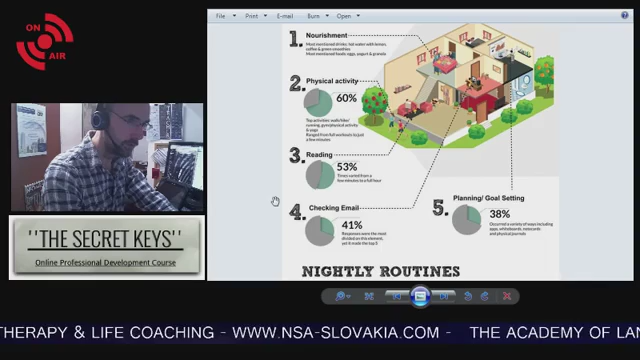 ON
AIR
File
Print
E-mail
Burn
Open
1. Nourishment
Most mentioned drinks: hot water with lemon,
coffee & green smoothies
Most mentioned foods: eggs, yogurt & granola
2. Physical activity
60%
Top activities: walk/hike/
running, gym/physical activity
& yoga
Ranged from full workouts to just
a few minutes
3. Reading
53%
Times varied from a
few minutes to a full hour
4. Checking Email
41%
Responses were the most
divided on this element,
yet it made the top 5
5. Planning/ Goal Setting
38%
Occurred a variety of ways including
apps, whiteboards, notecards
and physical journals
NIGHTLY ROUTINES
"THE SECRET KEYS"
Online Professional Development Course
THERAPY & LIFE COACHING - WWW.NSA-SLOVAKIA.COM - THE ACADEMY OF LAN